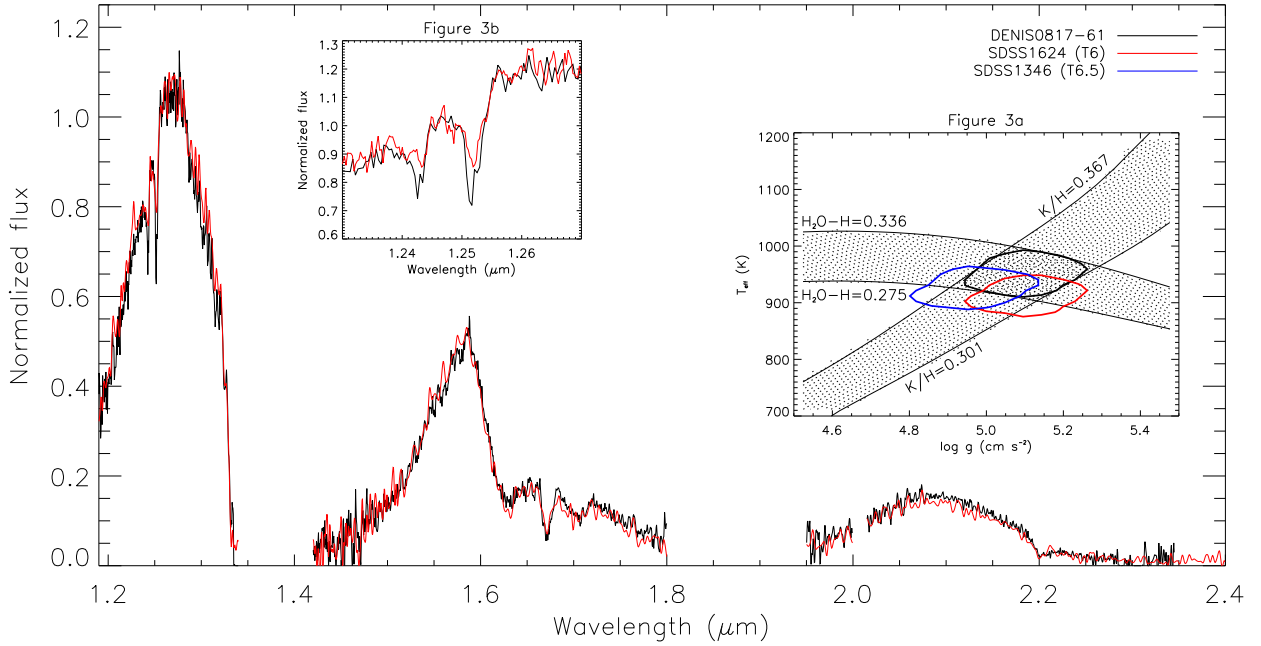 DENIS0817−61
SDSS1624 (T6)
SDSS1346 (T6.5)
Figure 3b
1.3
1.2
1.1
1.0
0.9
0.8
0.7
0.6
Normalized flux
1.24
1.25
1.26
Wavelength (μm)
Figure 3a
1200
1100
1000
900
800
700
T_eff (K)
K/H=0.367
H₂O−H=0.336
H₂O−H=0.275
K/H=0.301
4.6
4.8
5.0
5.2
5.4
log g (cm s⁻²)
1.2
1.0
0.8
0.6
0.4
0.2
0.0
Normalized flux
1.2
1.4
1.6
1.8
2.0
2.2
2.4
Wavelength (μm)